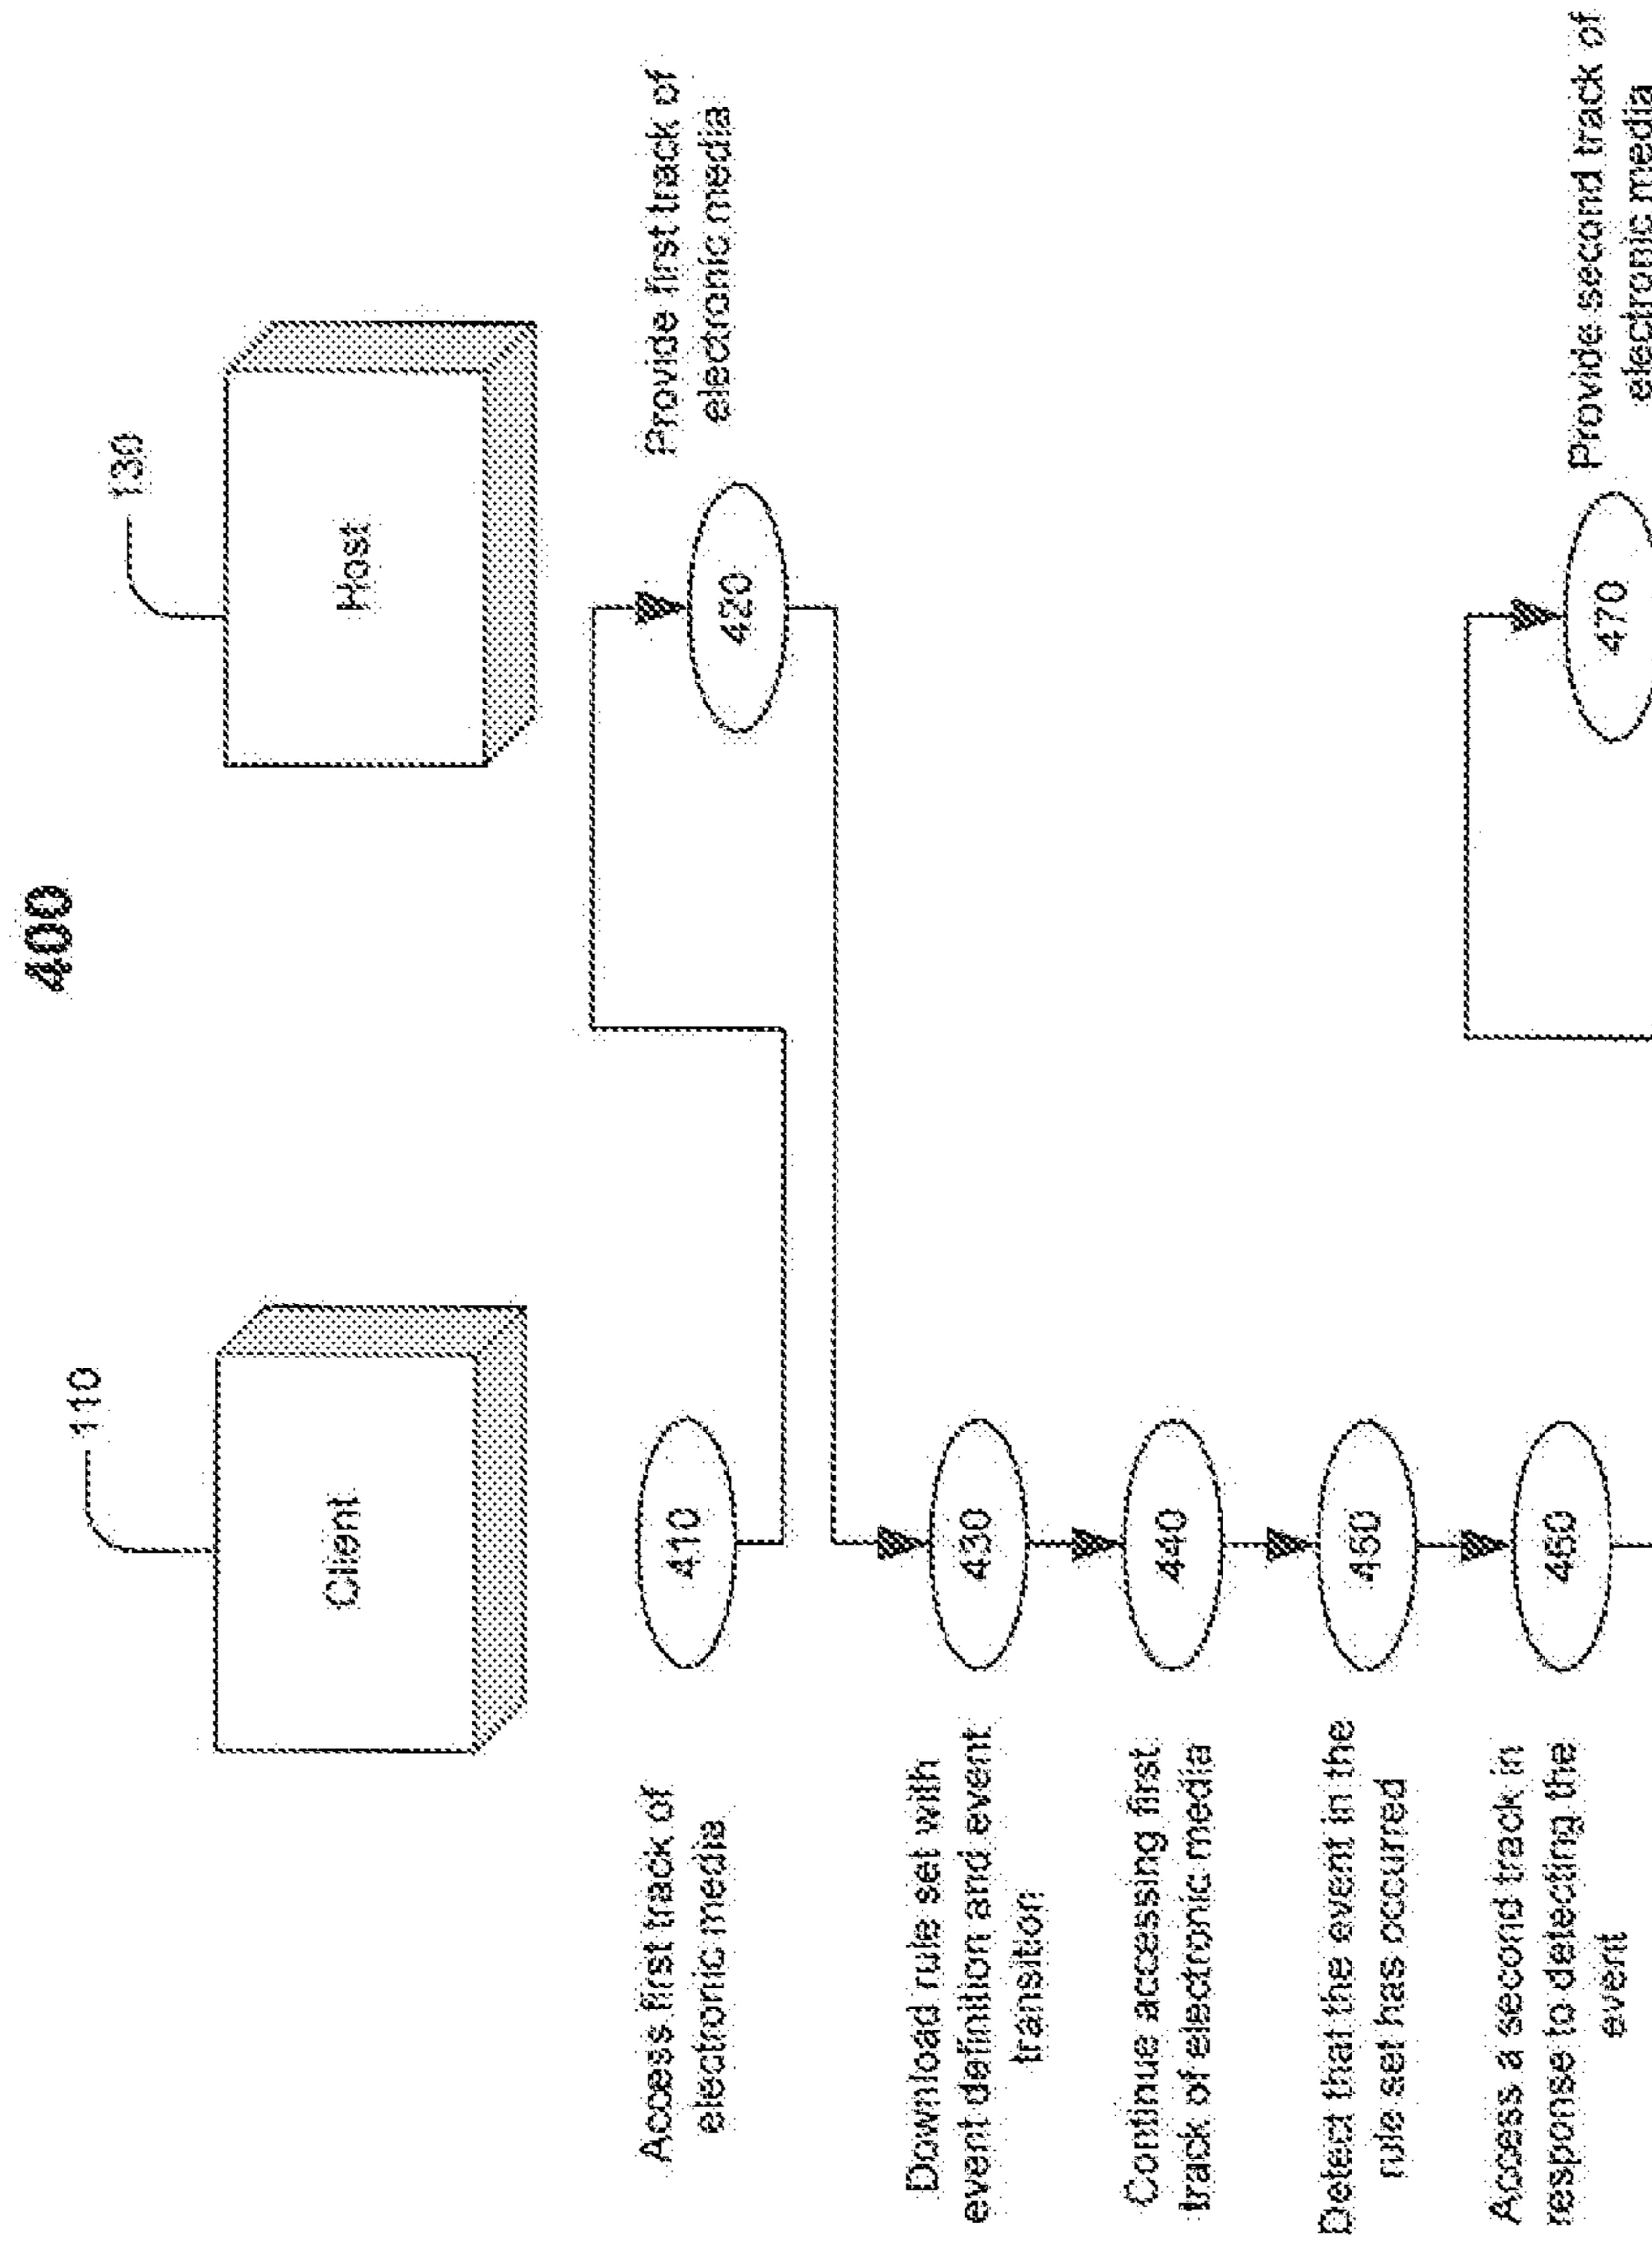 400
110
130
Client
Host
Access first track of
electronic media
410
420
Provide first track of
electronic media
Download rule set with
event definition and event
transition
430
Continue accessing first
track of electronic media
440
Detect that the event in the
rule set has occurred
450
Access a second track in
response to detecting the
event
460
470
Provide second track of
electronic media